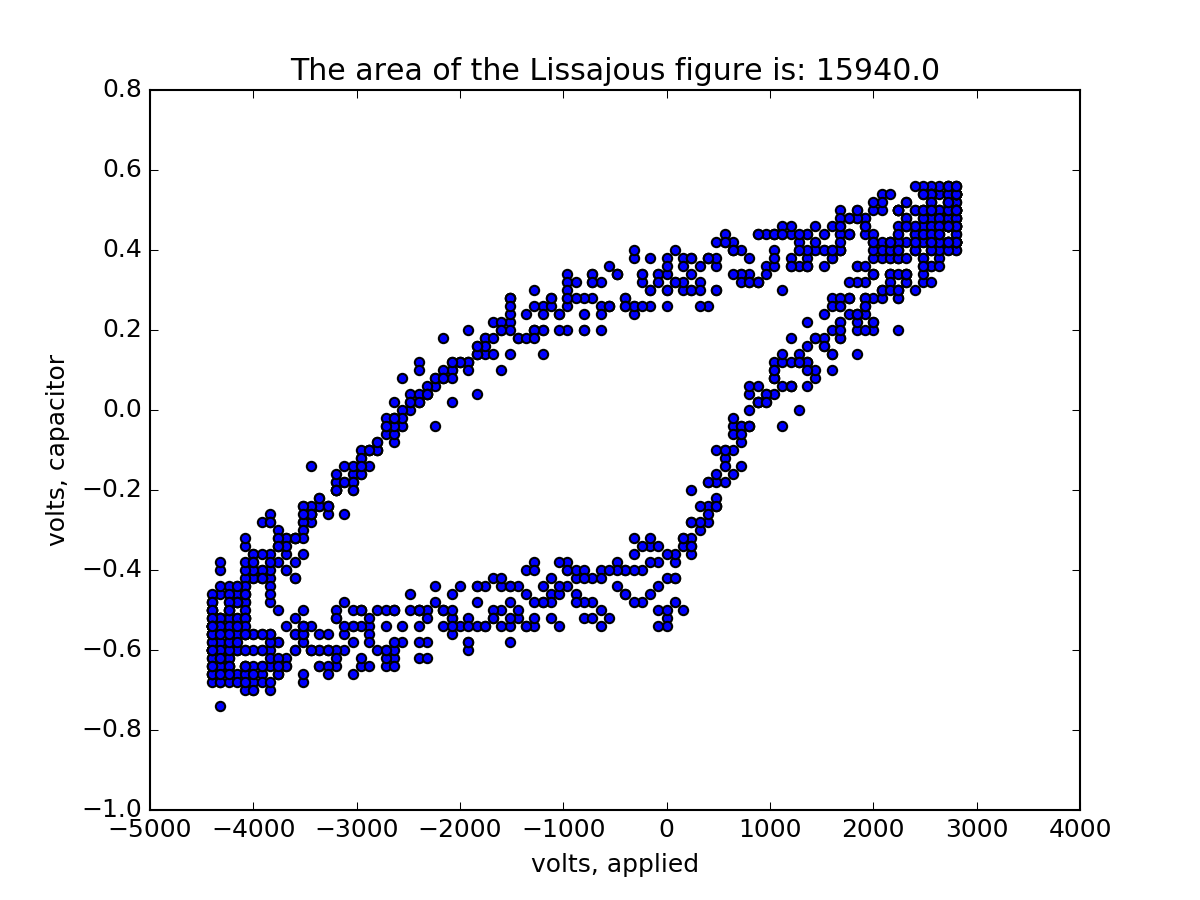 The area of the Lissajous figure is: 15940.0
0.8
0.6
0.4
0.2
0.0
−0.2
−0.4
−0.6
−0.8
−1.0
volts, capacitor
−5000 −4000 −3000 −2000 −1000 0 1000 2000 3000 4000
volts, applied